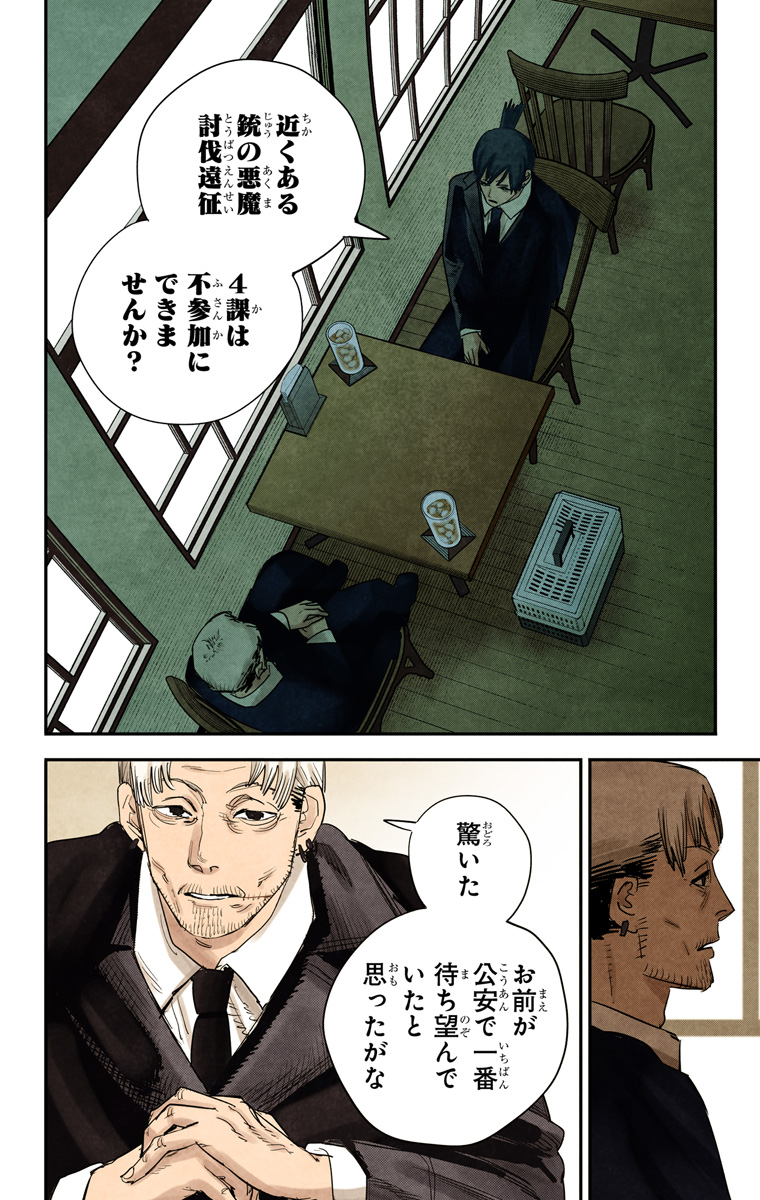 近くある
銃の悪魔
討伐遠征
4課は
不参加に
できま
せんか?
驚いた
お前が
公安で一番
待ち望んで
いたと
思ったがな